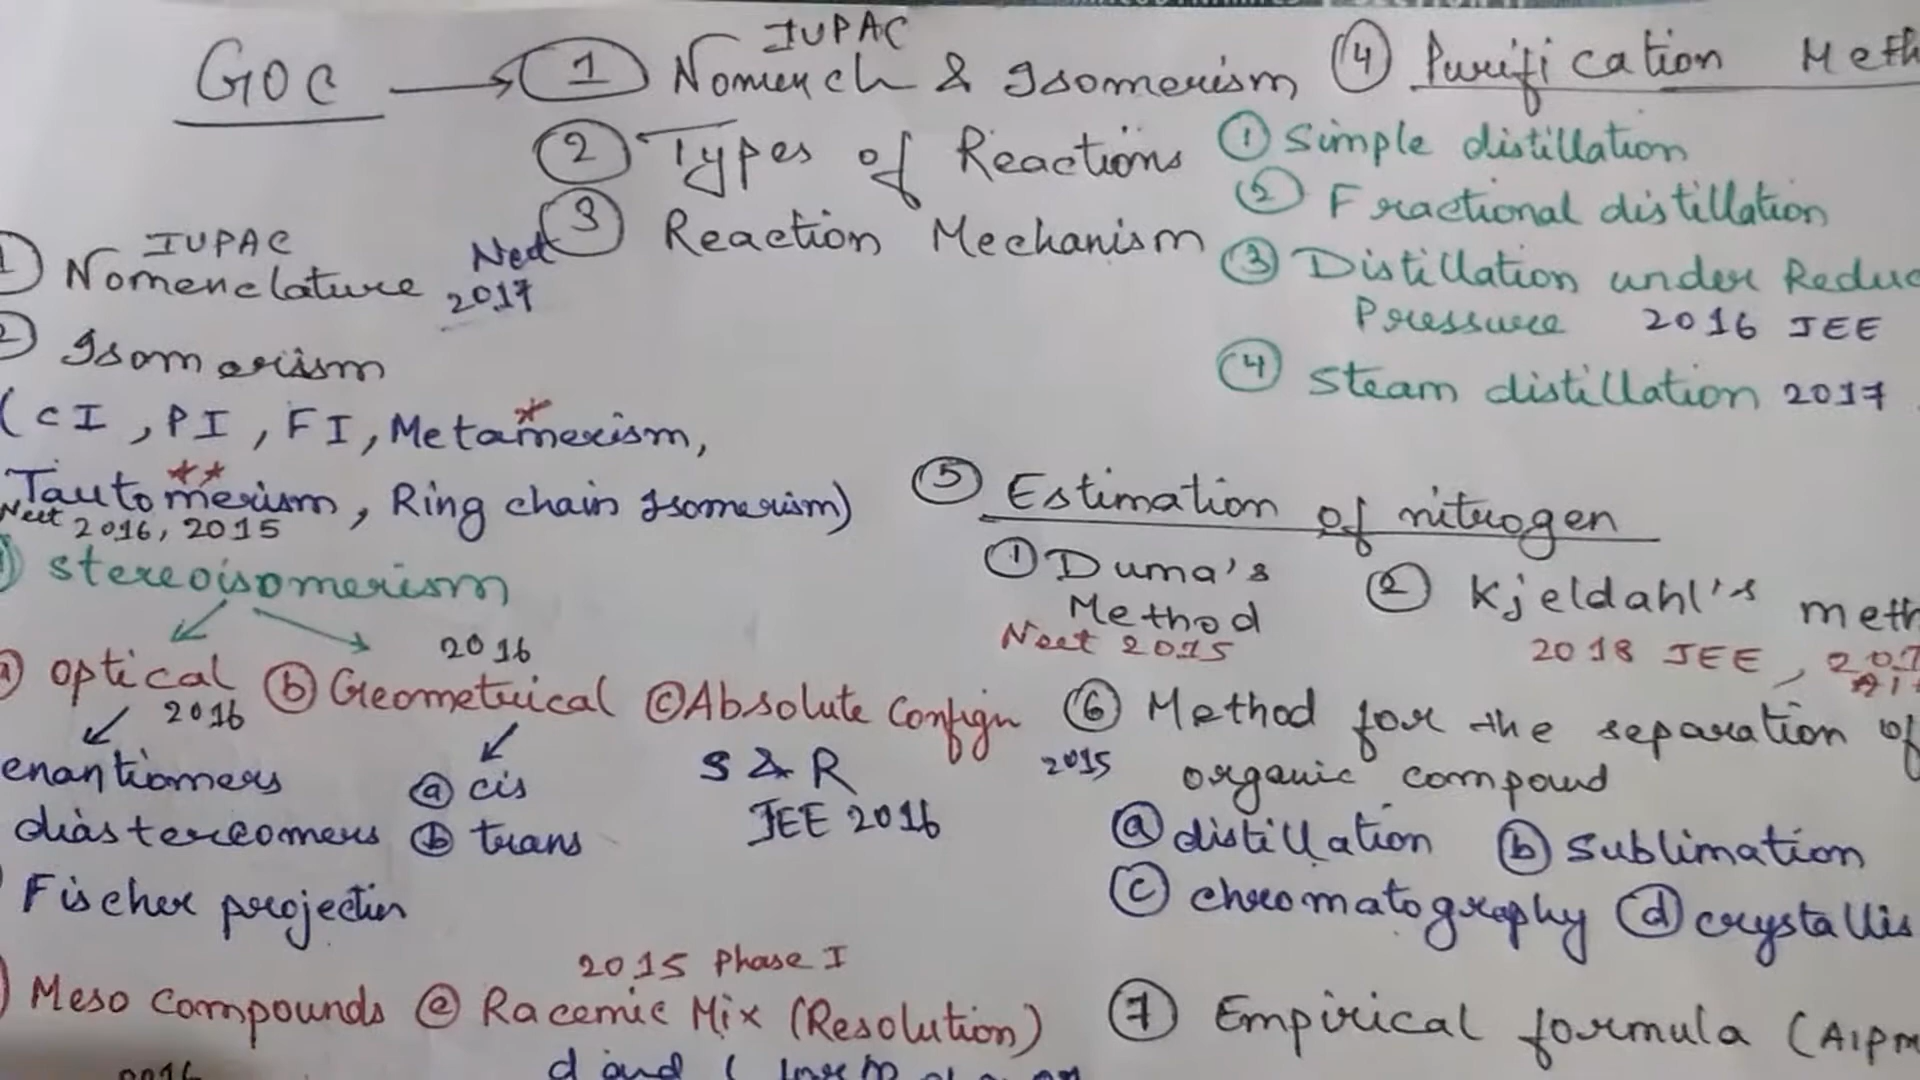 GOC → 1 Nomench & Isomerism
IUPAC
2 Types of Reactions
3 Reaction Mechanism
1 Nomenclature
IUPAC
Neet 2017
2 Isomerism
(CI, PI, FI, Metamerism,
Tautomerism, Ring chain Isomerism)
Neet 2016, 2015
stereoisomerism
optical
2016
b Geometrical
2016
c Absolute Confign
enantiomers
diastereomers
a cis
b trans
S & R
JEE 2016
Fischer projection
2015 Phase I
Meso Compounds e Racemic Mix (Resolution)
2016
d and l
4 Purification Meth
1 Simple distillation
2 Fractional distillation
3 Distillation under Reduc
Pressure 2016 JEE
4 Steam distillation 2017
5 Estimation of nitrogen
1 Duma's
Method
Neet 2015
2 Kjeldahl's meth
2018 JEE, 201
6 Method for the separation of
2015 organic compound
a distillation b sublimation
c chromatography d crystallis
7 Empirical formula (AIPM